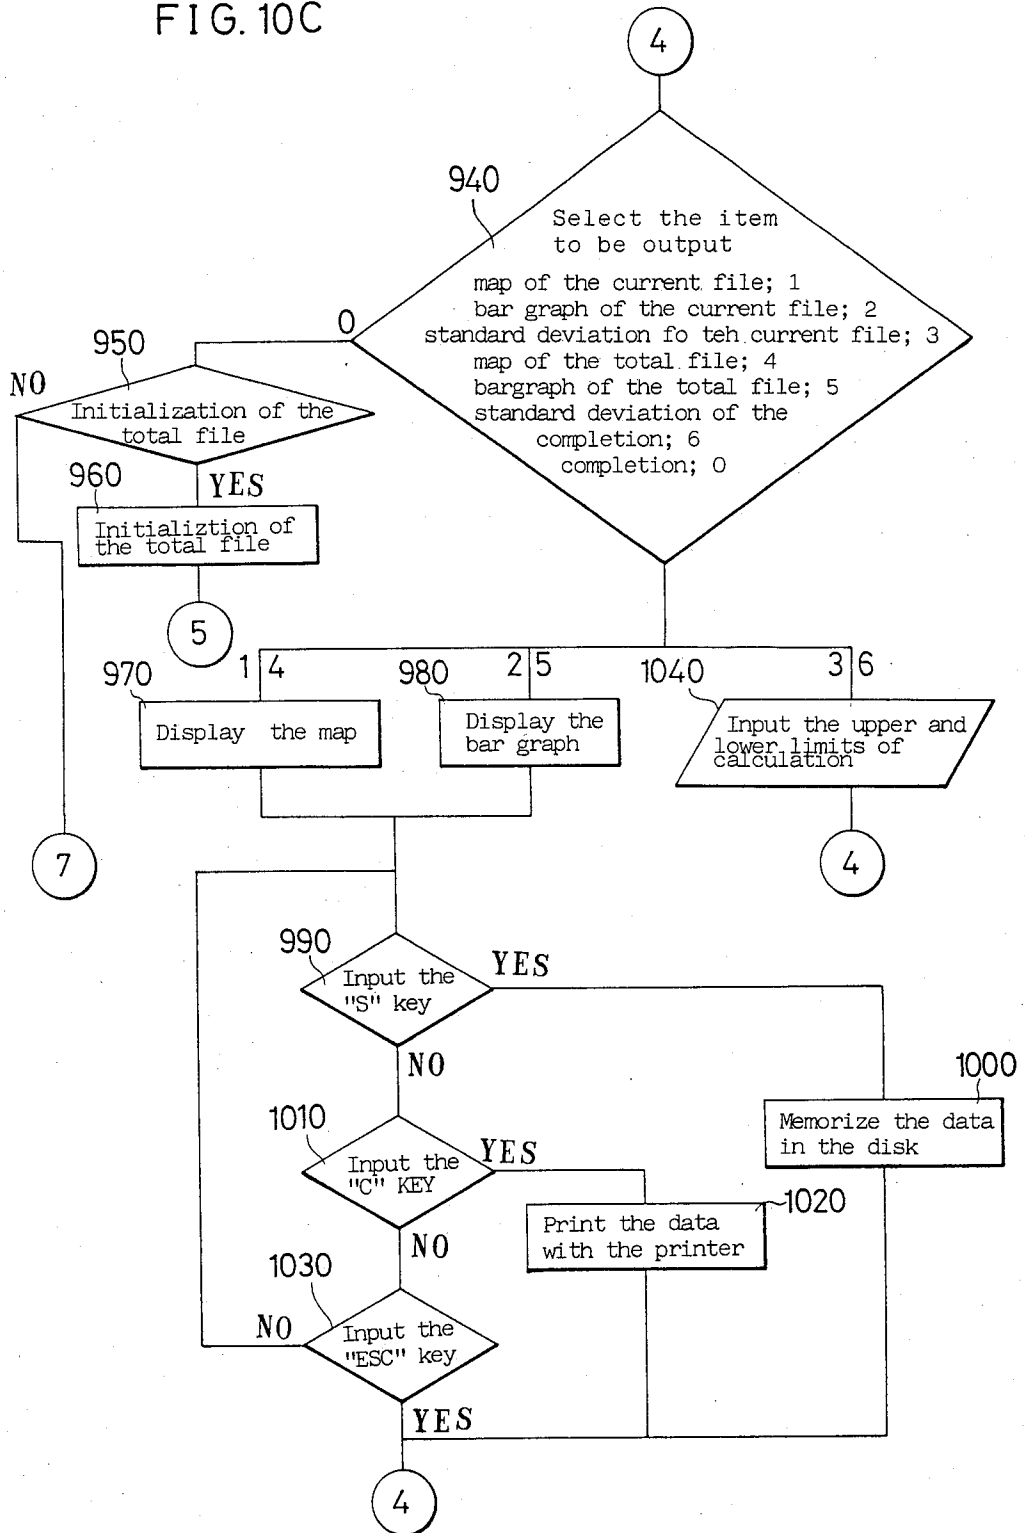 FIG. 10C
4
940
Select the item
to be output
map of the current file; 1
bar graph of the current file; 2
standard deviation fo teh current file; 3
map of the total file; 4
bargraph of the total file; 5
standard deviation of the
completion; 6
completion; 0
0
950
NO
Initialization of the
total file
YES
960
Initializtion of
the total file
5
7
970
1 4
Display the map
980
2 5
Display the
bar graph
1040
3 6
Input the upper and
lower limits of
calculation
4
990
Input the
"S" key
YES
NO
1000
Memorize the data
in the disk
1010
Input the
"C" KEY
YES
NO
1020
Print the data
with the printer
1030
Input the
"ESC" key
NO
YES
4